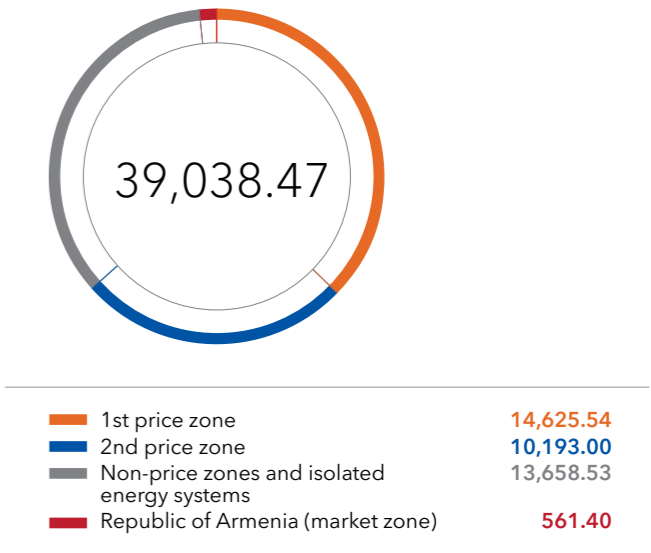 39,038.47
1st price zone 14,625.54
2nd price zone 10,193.00
Non-price zones and isolated 13,658.53
energy systems
Republic of Armenia (market zone) 561.40